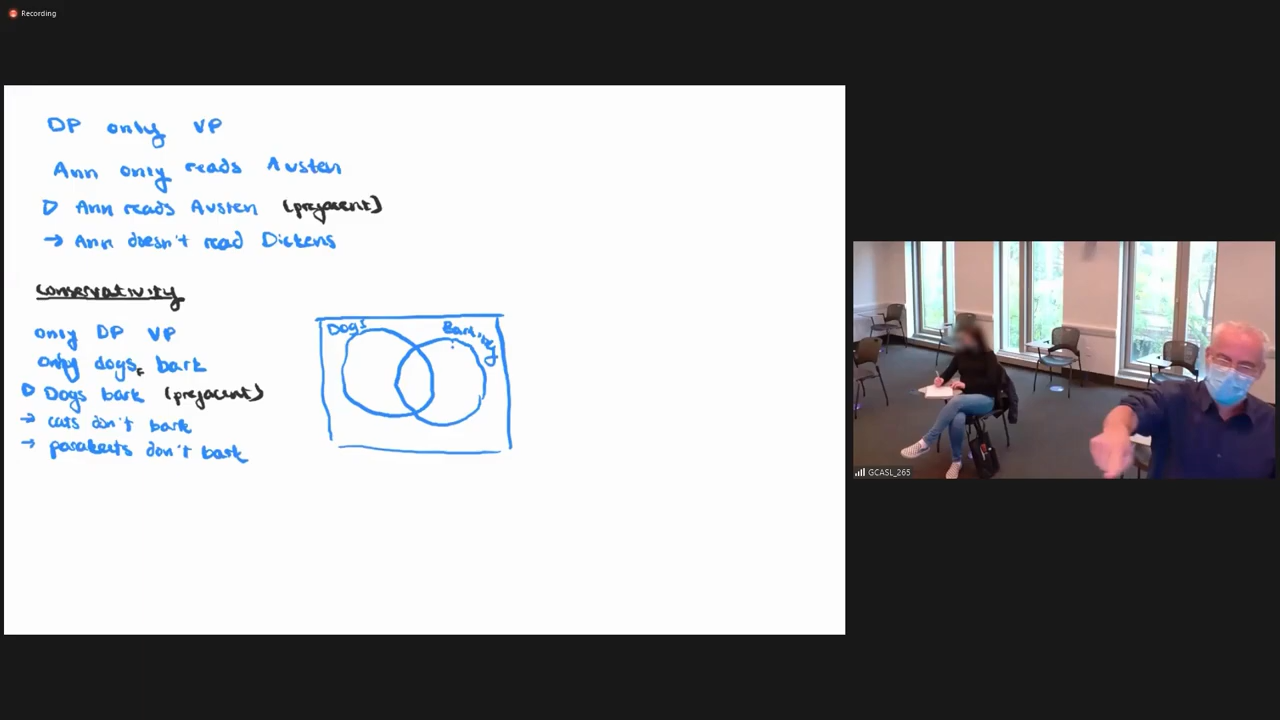 Recording
DP only VP
Ann only reads Austen
▷ Ann reads Austen (prejacent)
→ Ann doesn't read Dickens
Conservativity
only DP VP
only dogs_F bark
▷ Dogs bark (prejacent)
→ cats don't bark
→ parakeets don't bark
Dogs
Barking
GCASL_265